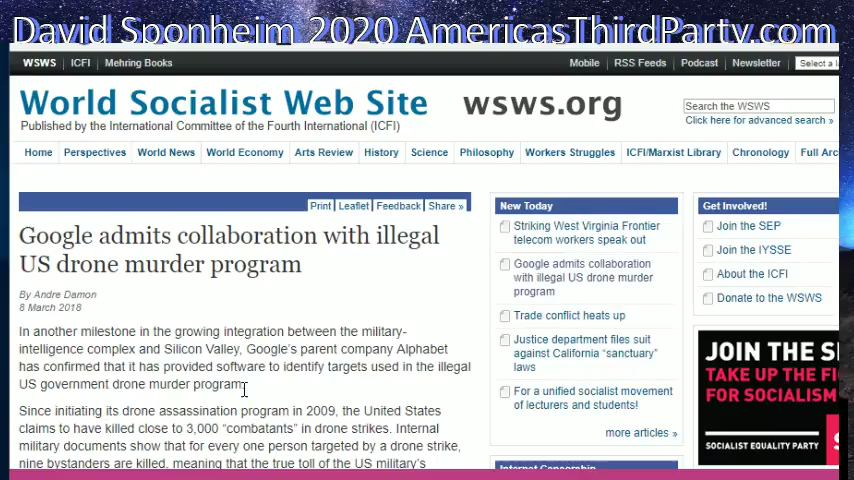 David Sponheim 2020 AmericasThirdParty.com
WSWS | ICFI | Mehring Books
Mobile | RSS Feeds | Podcast | Newsletter | Select a la
World Socialist Web Site wsws.org
Published by the International Committee of the Fourth International (ICFI)
Search the WSWS
Click here for advanced search »
Home Perspectives World News World Economy Arts Review History Science Philosophy Workers Struggles ICFI/Marxist Library Chronology Full Arc
Print | Leaflet | Feedback | Share »
Google admits collaboration with illegal
US drone murder program
By Andre Damon
8 March 2018
In another milestone in the growing integration between the military-
intelligence complex and Silicon Valley, Google's parent company Alphabet
has confirmed that it has provided software to identify targets used in the illegal
US government drone murder program.
Since initiating its drone assassination program in 2009, the United States
claims to have killed close to 3,000 “combatants” in drone strikes. Internal
military documents show that for every one person targeted by a drone strike,
nine bystanders are killed, meaning that the true toll of the US military's
New Today
Striking West Virginia Frontier
telecom workers speak out
Google admits collaboration
with illegal US drone murder
program
Trade conflict heats up
Justice department files suit
against California “sanctuary”
laws
For a unified socialist movement
of lecturers and students!
more articles »
Internet Censorship
Get Involved!
Join the SEP
Join the IYSSE
About the ICFI
Donate to the WSWS
JOIN THE S
TAKE UP THE FI
FOR SOCIALISM
SOCIALIST EQUALITY PARTY